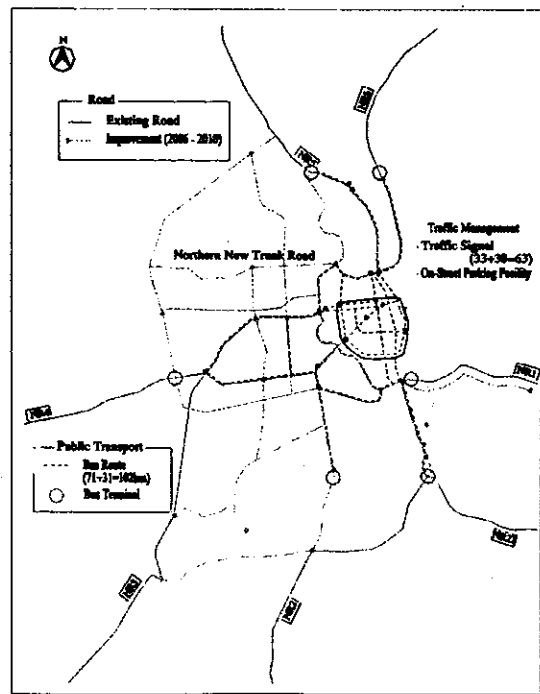 N
Road
Existing Road
Improvement (2006 - 2010)
NR5
NR6
Northern New Trunk Road
Traffic Management
Traffic Signal
(33+30=63)
On-Street Parking Facility
NR1
NR4
Public Transport
Bus Route
(71+31=102km)
Bus Terminal
NR3
NR2